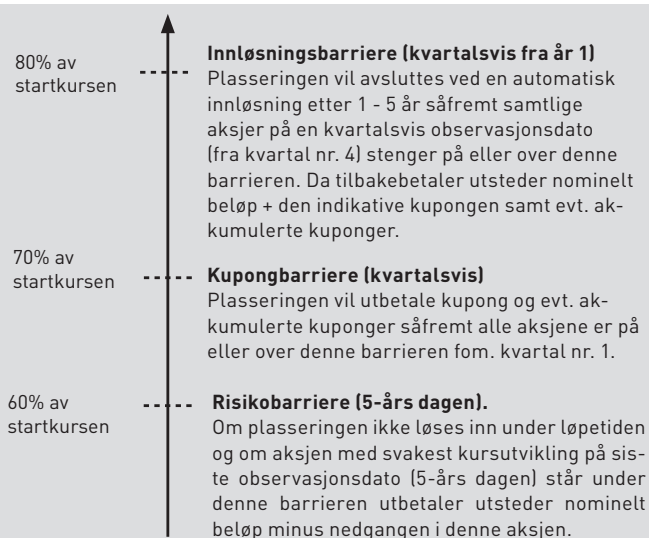 80% av
startkursen
Innløsningsbarriere (kvartalsvis fra år 1)
Plasseringen vil avsluttes ved en automatisk
innløsning etter 1 - 5 år såfremt samtlige
aksjer på en kvartalsvis observasjonsdato
(fra kvartal nr. 4) stenger på eller over denne
barrieren. Da tilbakebetaler utsteder nominelt
beløp + den indikative kupongen samt evt. ak-
kumulerte kuponger.
70% av
startkursen
Kupongbarriere (kvartalsvis)
Plasseringen vil utbetale kupong og evt. ak-
kumulerte kuponger såfremt alle aksjene er på
eller over denne barrieren fom. kvartal nr. 1.
60% av
startkursen
Risikobarriere (5-års dagen).
Om plasseringen ikke løses inn under løpetiden
og om aksjen med svakest kursutvikling på sis-
te observasjonsdato (5-års dagen) står under
denne barrieren utbetaler utsteder nominelt
beløp minus nedgangen i denne aksjen.